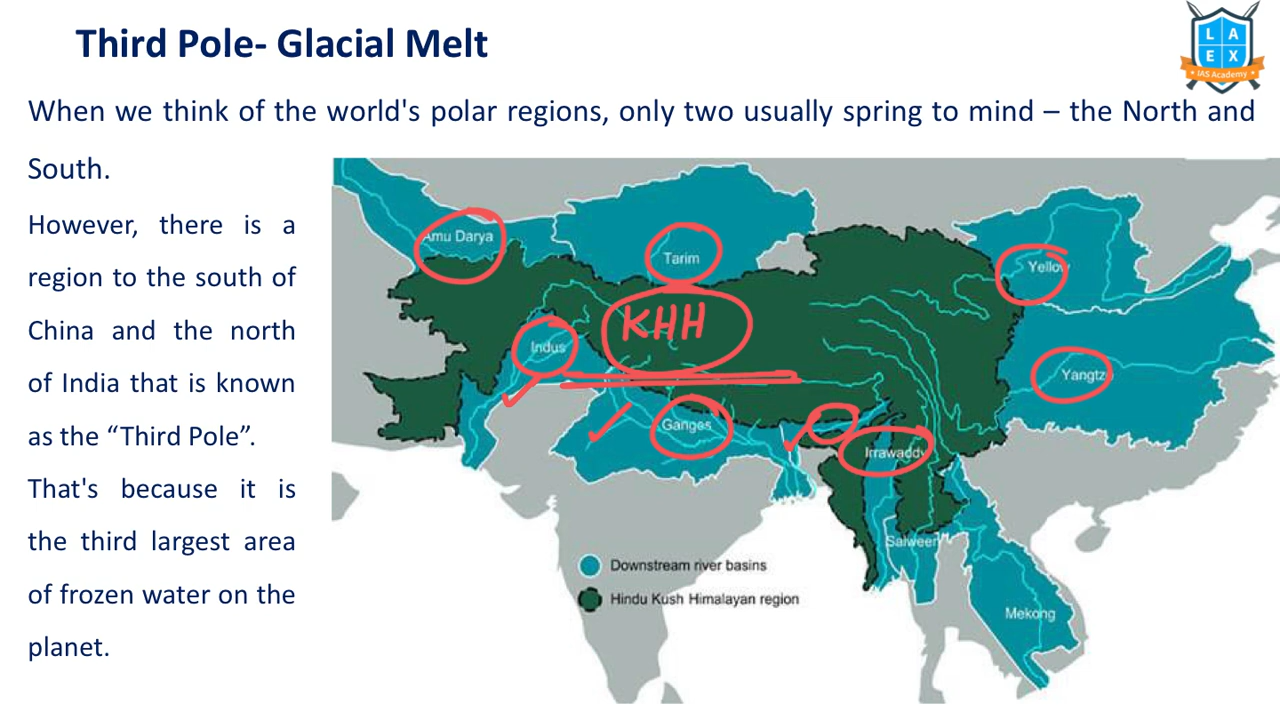 Third Pole- Glacial Melt
L A
E X
IAS Academy
When we think of the world's polar regions, only two usually spring to mind – the North and
South.
However, there is a
region to the south of
China and the north
of India that is known
as the “Third Pole”.
That's because it is
the third largest area
of frozen water on the
planet.
Amu Darya
Tarim
Yellow
KHH
Indus
Yangtz
Ganges
Irrawaddy
Salween
Mekong
Downstream river basins
Hindu Kush Himalayan region